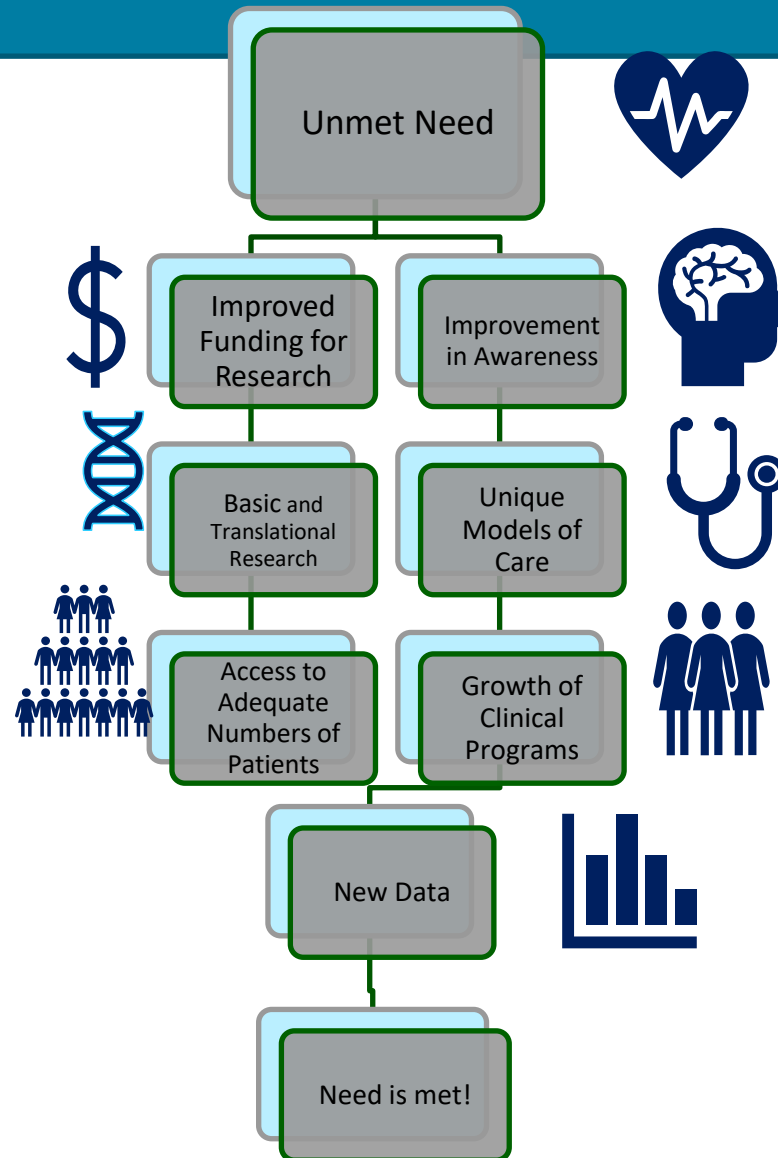 Unmet Need
Improved
Funding for
Research
Improvement
in Awareness
Basic and
Translational
Research
Unique
Models of
Care
Access to
Adequate
Numbers of
Patients
Growth of
Clinical
Programs
New Data
Need is met!